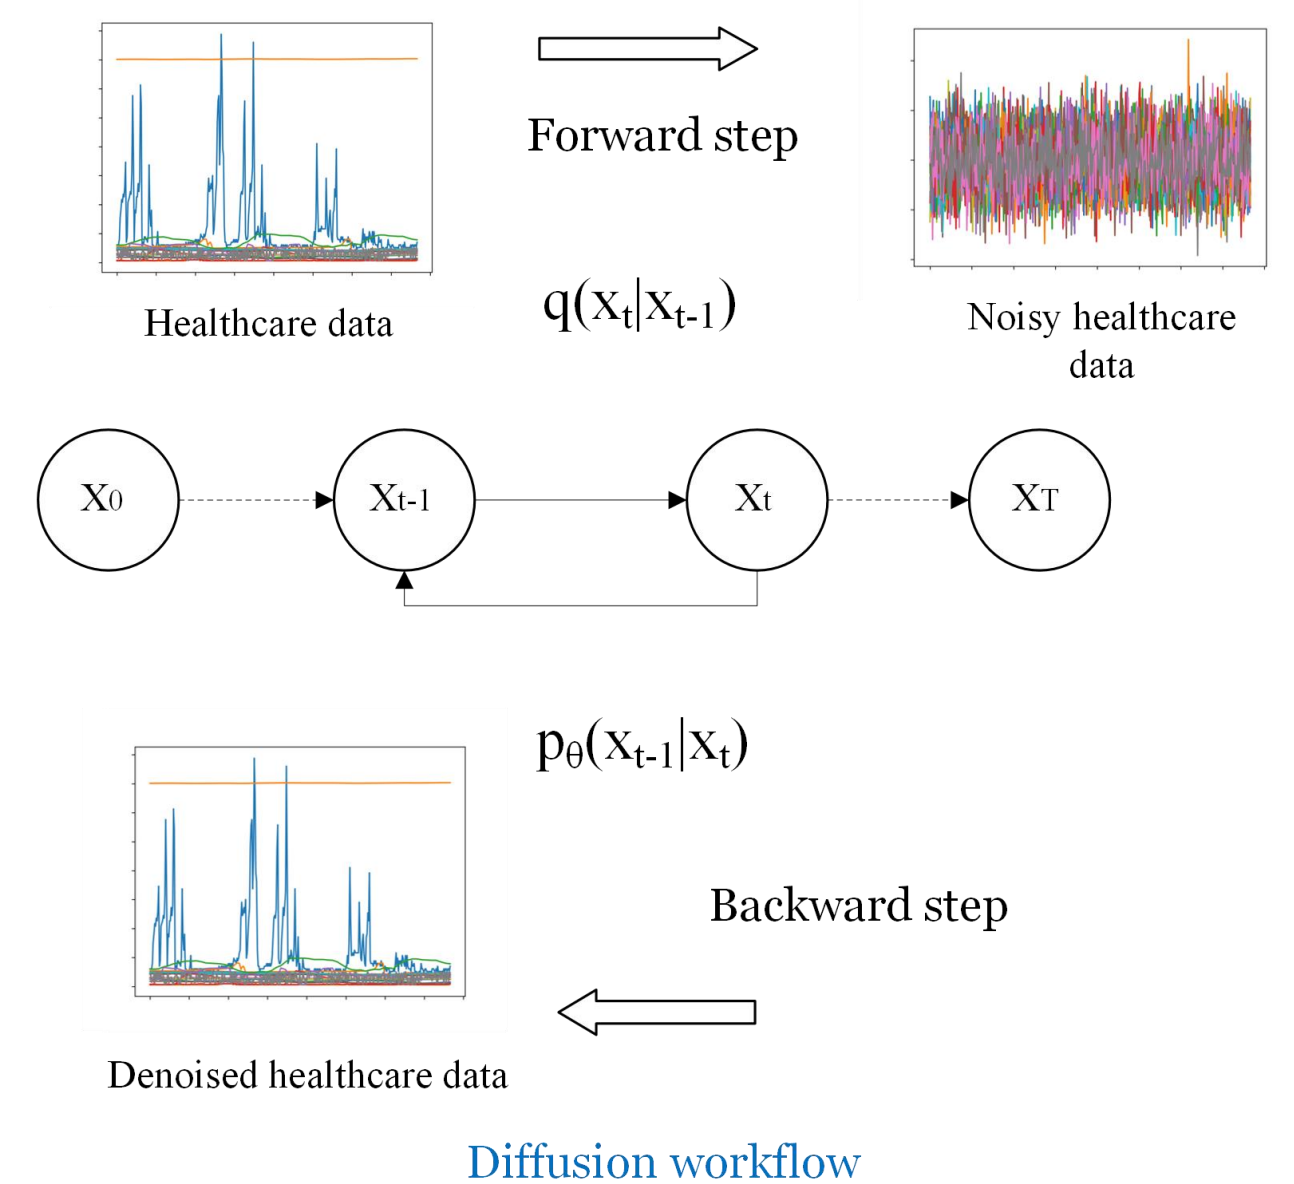 Forward step
Healthcare data
q(xₜ|xₜ₋₁)
Noisy healthcare
data
X0
Xt-1
Xt
XT
pθ(xₜ₋₁|xₜ)
Backward step
Denoised healthcare data
Diffusion workflow